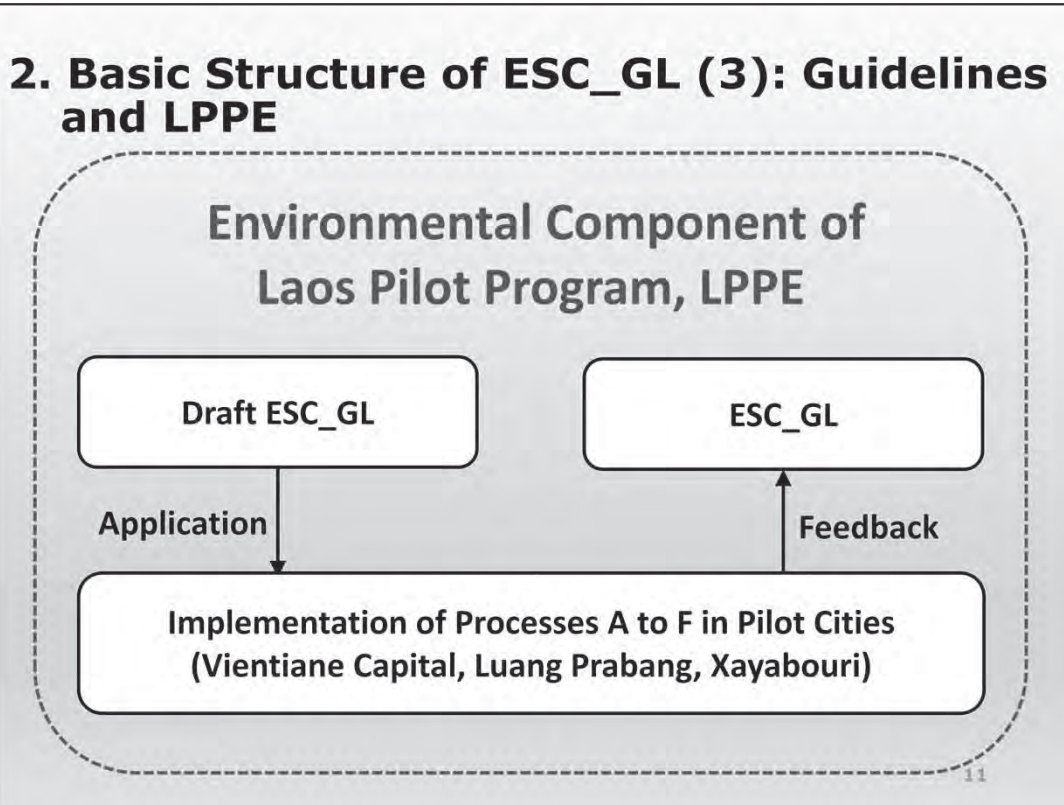 2. Basic Structure of ESC_GL (3): Guidelines
and LPPE
Environmental Component of
Laos Pilot Program, LPPE
Draft ESC_GL
ESC_GL
Application
Feedback
Implementation of Processes A to F in Pilot Cities
(Vientiane Capital, Luang Prabang, Xayabouri)
11